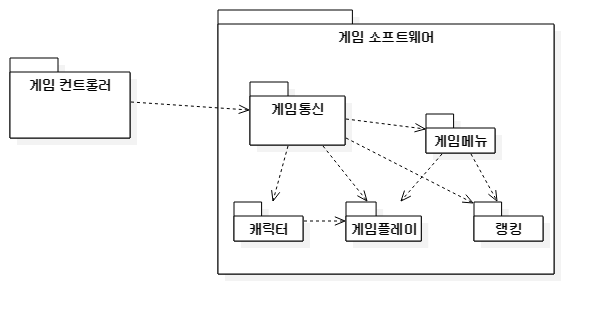 게임 소프트웨어
게임 컨트롤러
게임통신
게임메뉴
캐릭터
게임플레이
랭킹